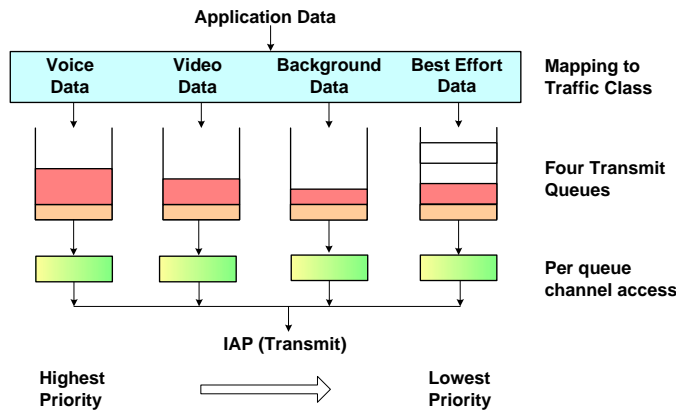 Application Data
Voice Data
Video Data
Background Data
Best Effort Data
Mapping to
Traffic Class
Four Transmit
Queues
Per queue
channel access
IAP (Transmit)
Highest
Priority
Lowest
Priority